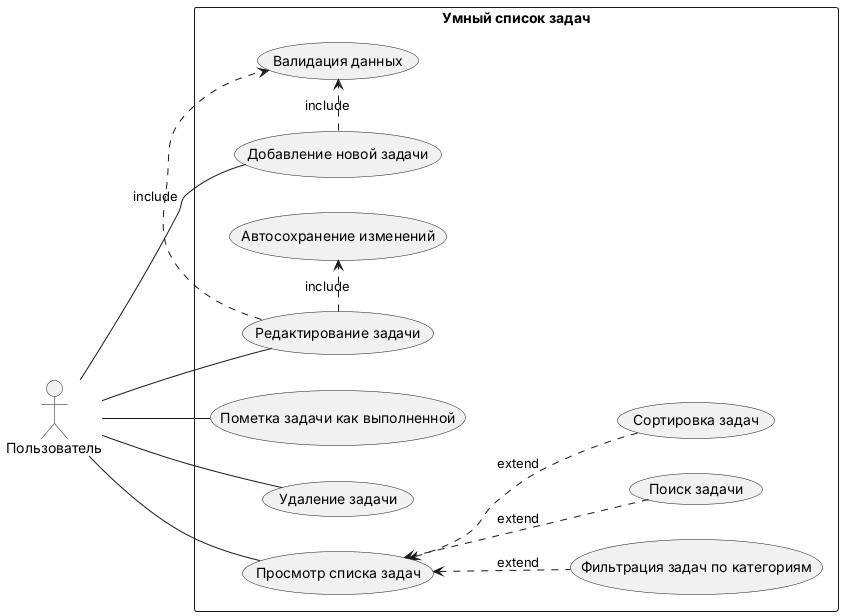 Умный список задач
Валидация данных
include
Добавление новой задачи
include
Автосохранение изменений
include
Редактирование задачи
Пользователь
Пометка задачи как выполненной
Сортировка задач
extend
Поиск задачи
Удаление задачи
extend
extend
Просмотр списка задач
Фильтрация задач по категориям